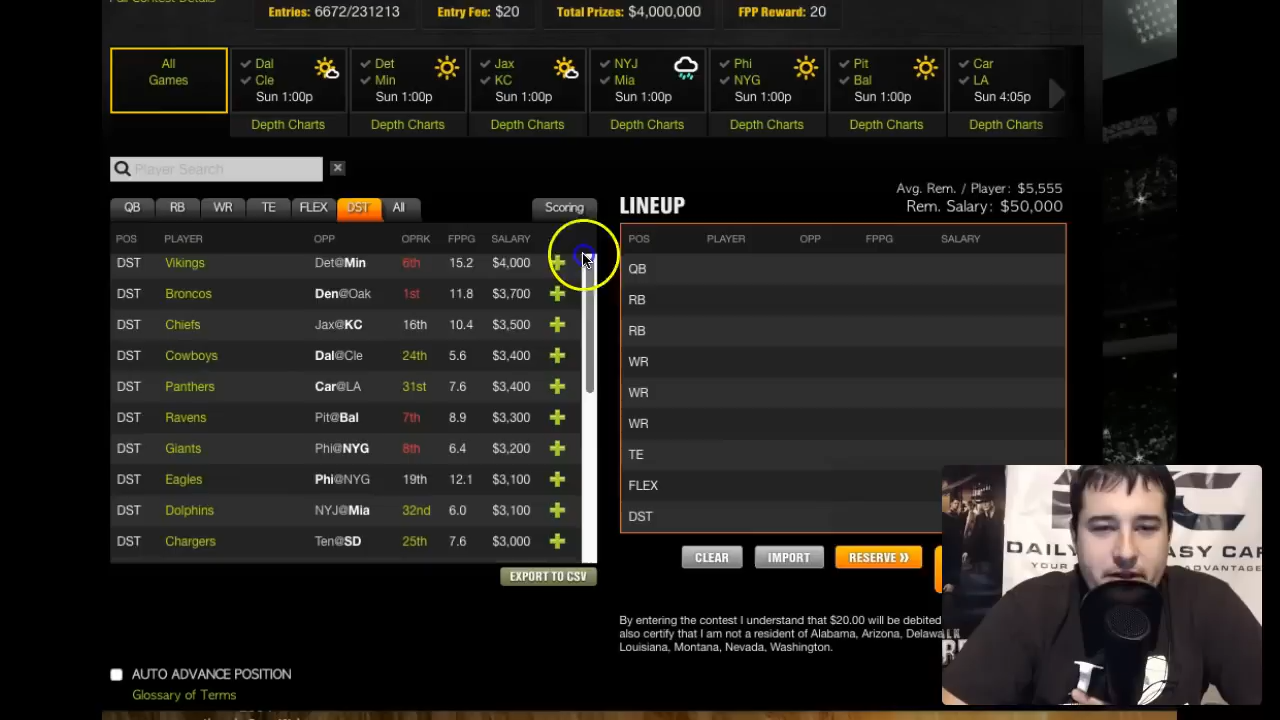 Entries: 6672/231213 Entry Fee: $20 Total Prizes: $4,000,000 FPP Reward: 20
All Games
Dal Cle Sun 1:00p
Det Min Sun 1:00p
Jax KC Sun 1:00p
NYJ Mia Sun 1:00p
Phi NYG Sun 1:00p
Pit Bal Sun 1:00p
Car LA Sun 4:05p
Depth Charts Depth Charts Depth Charts Depth Charts Depth Charts Depth Charts Depth Charts
Player Search
Avg. Rem. / Player: $5,555
Rem. Salary: $50,000
QB RB WR TE FLEX DST All Scoring
LINEUP
POS PLAYER OPP OPRK FPPG SALARY
DST Vikings Det@Min 6th 15.2 $4,000
DST Broncos Den@Oak 1st 11.8 $3,700
DST Chiefs Jax@KC 16th 10.4 $3,500
DST Cowboys Dal@Cle 24th 5.6 $3,400
DST Panthers Car@LA 31st 7.6 $3,400
DST Ravens Pit@Bal 7th 8.9 $3,300
DST Giants Phi@NYG 8th 6.4 $3,200
DST Eagles Phi@NYG 19th 12.1 $3,100
DST Dolphins NYJ@Mia 32nd 6.0 $3,100
DST Chargers Ten@SD 25th 7.6 $3,000
EXPORT TO CSV
POS PLAYER OPP FPPG SALARY
QB
RB
RB
WR
WR
WR
TE
FLEX
DST
CLEAR IMPORT RESERVE »
By entering the contest I understand that $20.00 will be debited
also certify that I am not a resident of Alabama, Arizona, Delawa
Louisiana, Montana, Nevada, Washington.
AUTO ADVANCE POSITION
Glossary of Terms